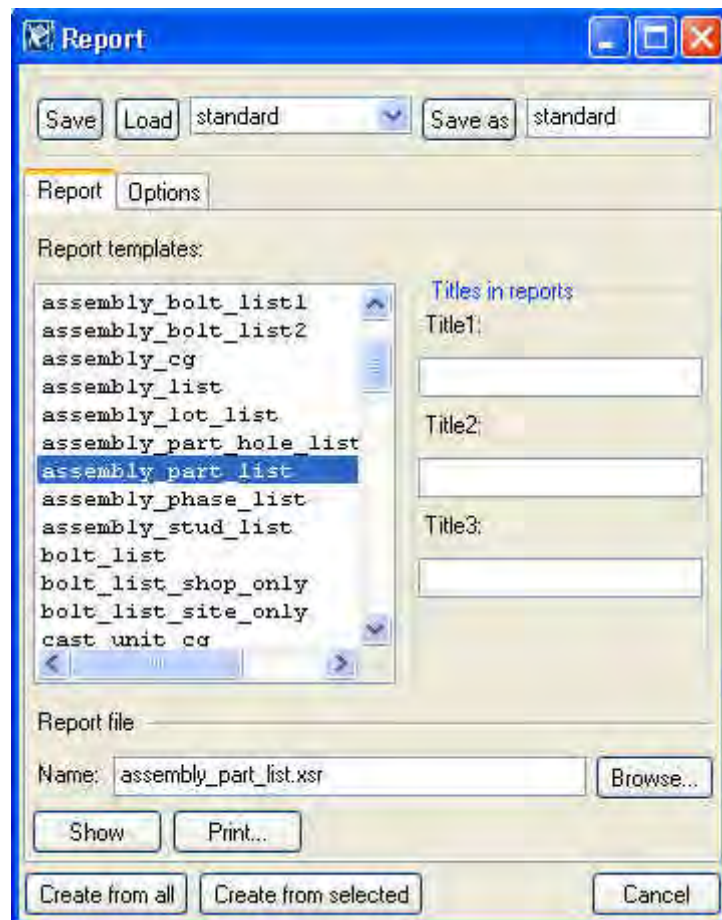 Report
Save Load standard Save as standard
Report Options
Report templates:
assembly_bolt_list1
assembly_bolt_list2
assembly_cg
assembly_list
assembly_lot_list
assembly_part_hole_list
assembly_part_list
assembly_phase_list
assembly_stud_list
bolt_list
bolt_list_shop_only
bolt_list_site_only
cast_unit_cg
Titles in reports
Title1:
Title2:
Title3:
Report file
Name: assembly_part_list.xsr Browse...
Show Print...
Create from all Create from selected Cancel